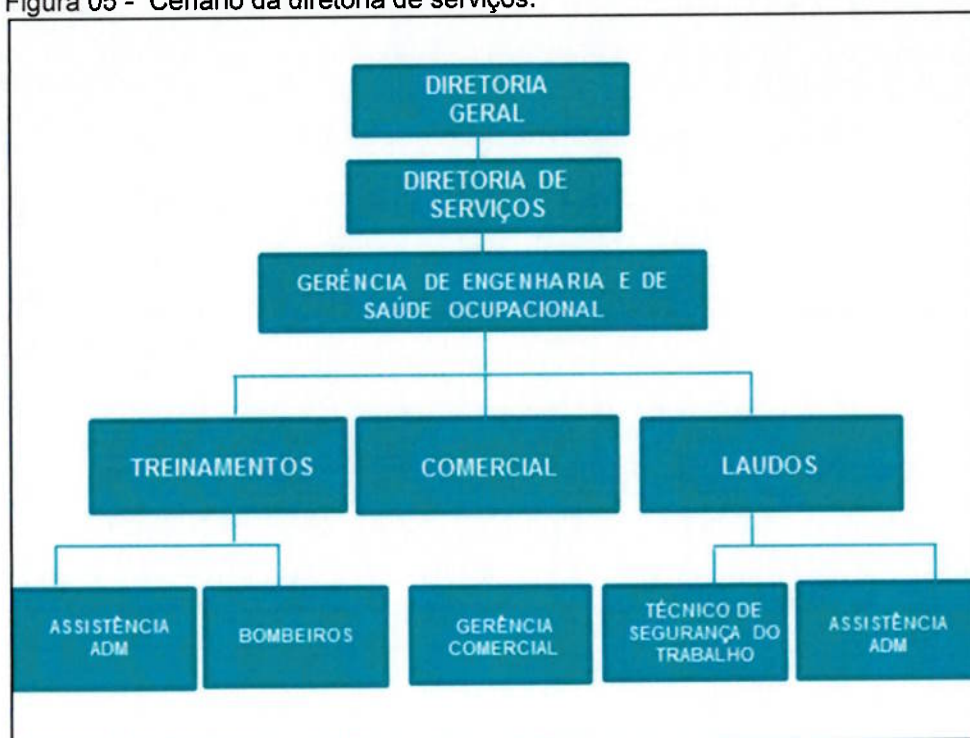 Figura 05 - Cenário da diretoria de serviços.
DIRETORIA
GERAL
DIRETORIA DE
SERVIÇOS
GERÊNCIA DE ENGENHARIA E DE
SAÚDE OCUPACIONAL
TREINAMENTOS
COMERCIAL
LAUDOS
ASSISTÊNCIA
ADM
BOMBEIROS
GERÊNCIA
COMERCIAL
TÉCNICO DE
SEGURANÇA DO
TRABALHO
ASSISTÊNCIA
ADM